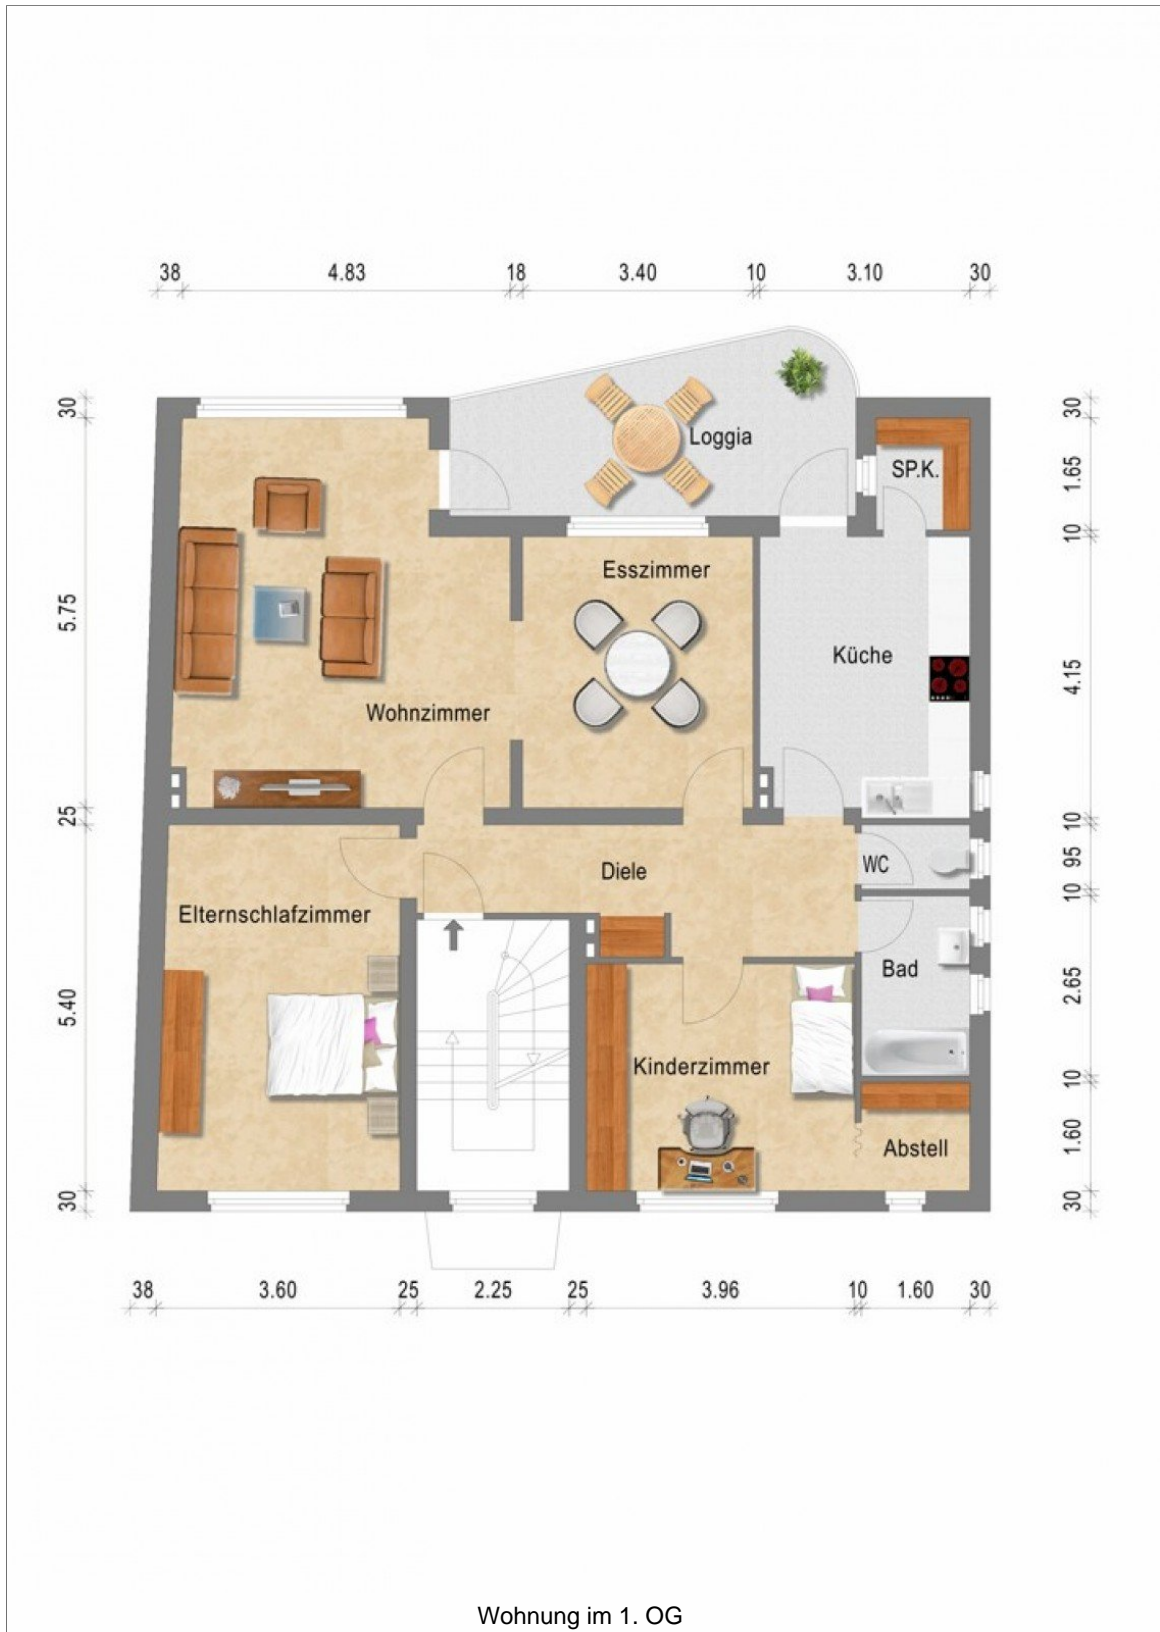 38 4.83 18 3.40 10 3.10 30
30
5.75
25
5.40
30
30
1.65
10
4.15
10
95
10
2.65
10
1.60
30
Loggia
SP.K.
Esszimmer
Küche
Wohnzimmer
Diele
WC
Elternschlafzimmer
Bad
Kinderzimmer
Abstell
38 3.60 25 2.25 25 3.96 10 1.60 30
Wohnung im 1. OG